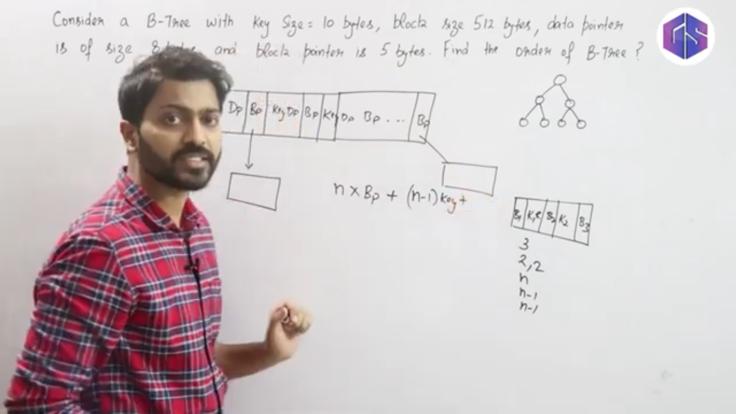 Consider a B-Tree with key size = 10 bytes, block size 512 bytes, data pointer
is of size 8 bytes and block pointer is 5 bytes. Find the order of B-Tree ?
Dp Bp Key Dp Bp Key Dp Bp ... Bp
n × Bp + (n-1) key +
B1 K1 B2 K2 B3
3
2,2
n
n-1
n-1